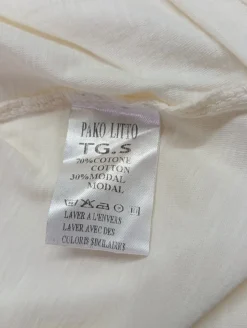 PAKO LITTO
TG.S
70%COTONE
COTTON
30%MODAL
MODAL
LAVER A L'ENVERS
LAVER AVEC DES
COLORIS SIMILAIRES